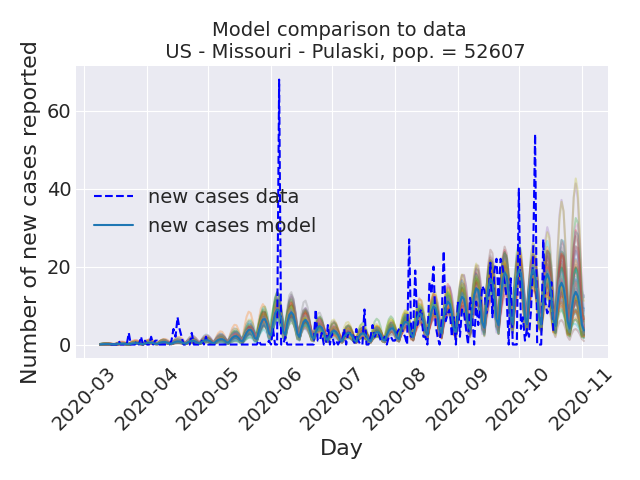 Model comparison to data
US - Missouri - Pulaski, pop. = 52607
Number of new cases reported
60
40
20
0
new cases data
new cases model
2020-03
2020-04
2020-05
2020-06
2020-07
2020-08
2020-09
2020-10
2020-11
Day